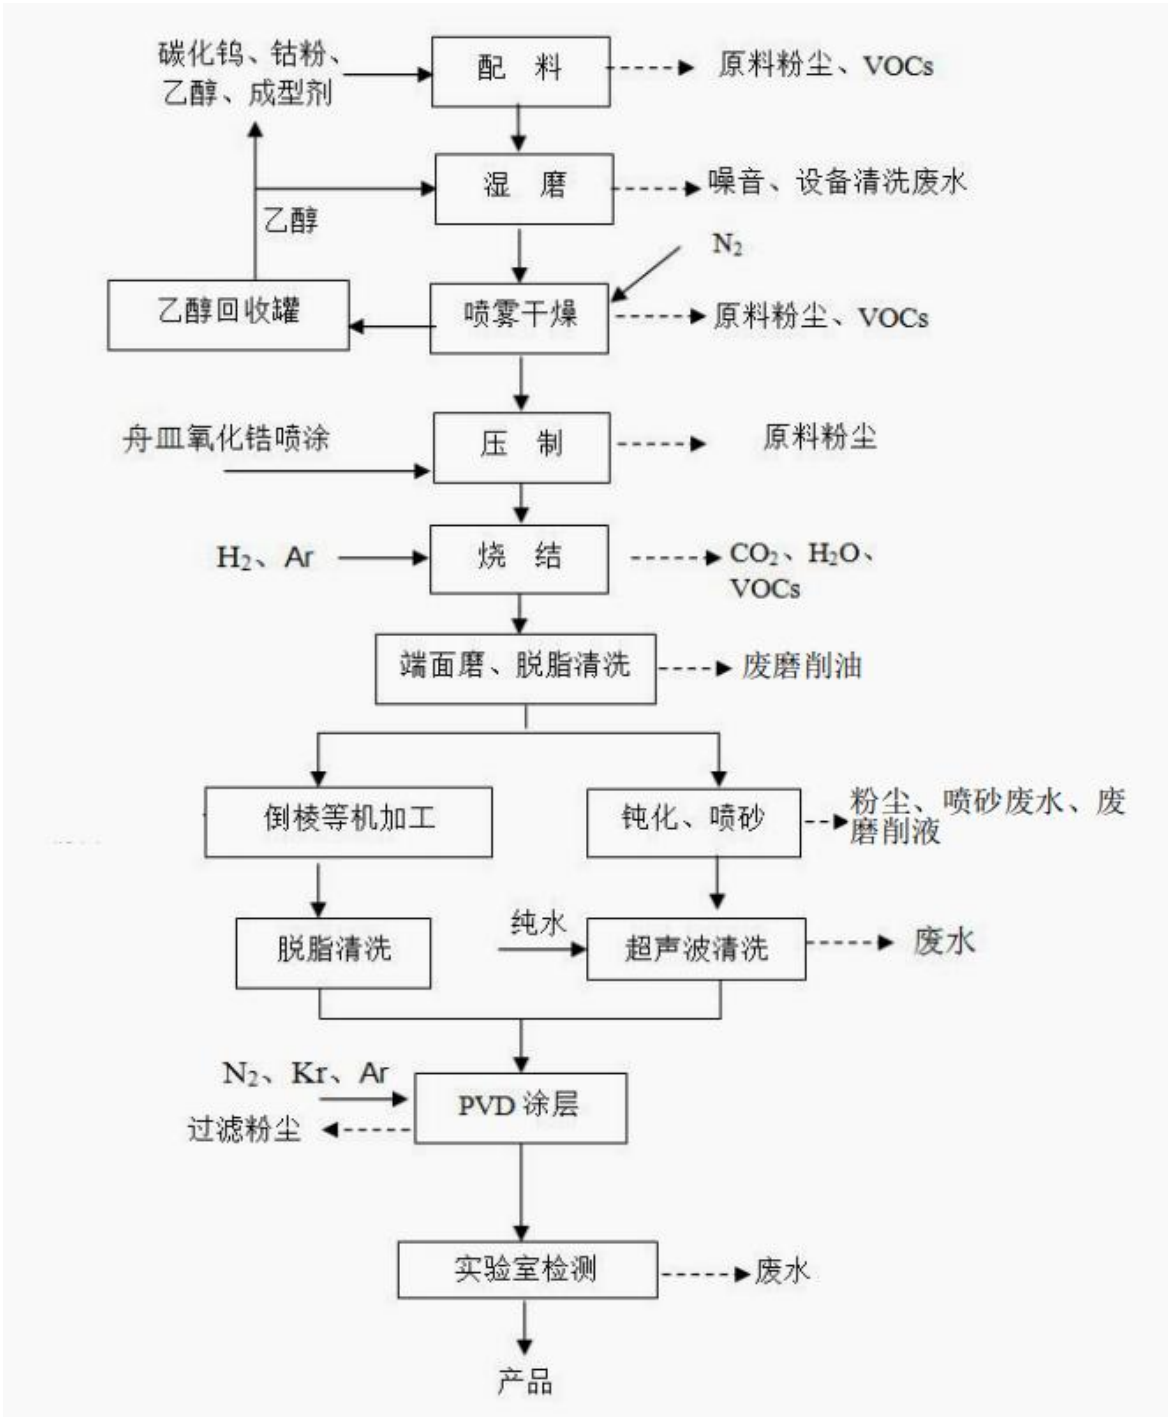 碳化钨、钴粉、
乙醇、成型剂
配 料
原料粉尘、VOCs
湿 磨
噪音、设备清洗废水
乙醇
N₂
乙醇回收罐
喷雾干燥
原料粉尘、VOCs
舟皿氧化锆喷涂
压 制
原料粉尘
H₂、Ar
烧 结
CO₂、H₂O、
VOCs
端面磨、脱脂清洗
废磨削油
倒棱等机加工
钝化、喷砂
粉尘、喷砂废水、废
磨削液
脱脂清洗
纯水
超声波清洗
废水
N₂、Kr、Ar
过滤粉尘
PVD 涂层
实验室检测
废水
产品